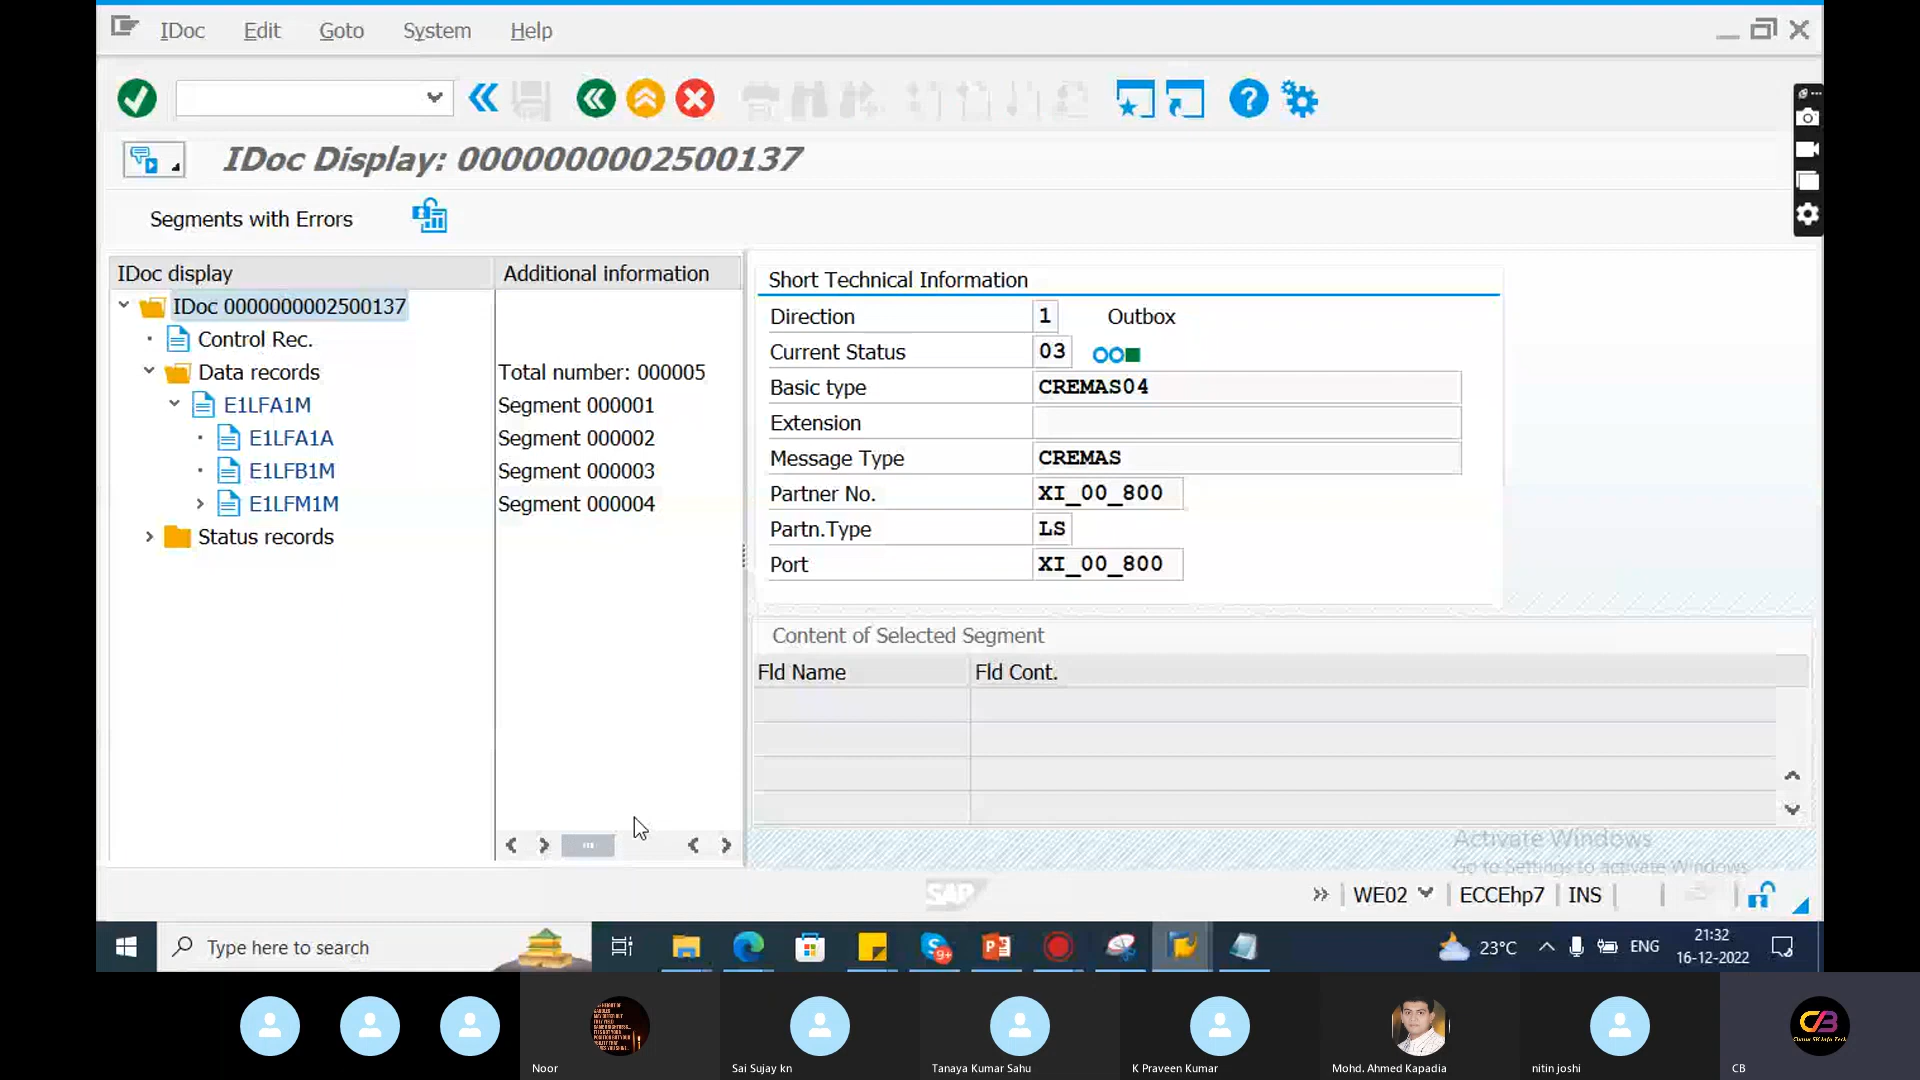 IDoc Edit Goto System Help
IDoc Display: 0000000002500137
Segments with Errors
IDoc display Additional information
IDoc 0000000002500137
Control Rec.
Data records Total number: 000005
E1LFA1M Segment 000001
E1LFA1A Segment 000002
E1LFB1M Segment 000003
E1LFM1M Segment 000004
Status records
Short Technical Information
Direction 1 Outbox
Current Status 03
Basic type CREMAS04
Extension
Message Type CREMAS
Partner No. XI_00_800
Partn.Type LS
Port XI_00_800
Content of Selected Segment
Fld Name Fld Cont.
Activate Windows
Go to Settings to activate Windows.
SAP
WE02 ECCEhp7 INS
Type here to search
9+
23°C ENG
21:32
16-12-2022
Noor
Sai Sujay kn
Tanaya Kumar Sahu
K Praveen Kumar
Mohd. Ahmed Kapadia
nitin joshi
CB